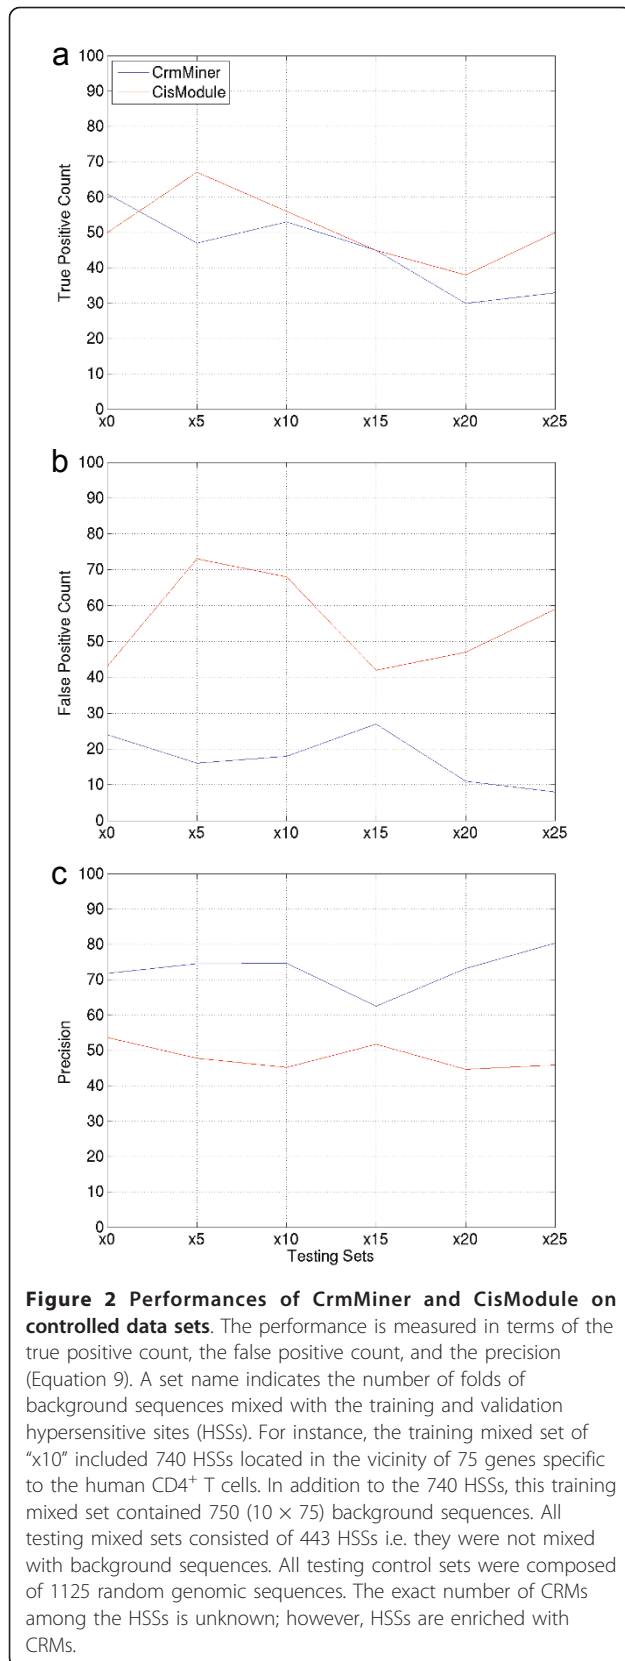 a
100
90
80
70
60
50
40
30
20
10
0
True Positive Count
CrmMiner
CisModule
x0 x5 x10 x15 x20 x25
b
100
90
80
70
60
50
40
30
20
10
0
False Positive Count
x0 x5 x10 x15 x20 x25
c
100
90
80
70
60
50
40
30
20
10
0
Precision
x0 x5 x10 x15 x20 x25
Testing Sets
Figure 2 Performances of CrmMiner and CisModule on
controlled data sets. The performance is measured in terms of the
true positive count, the false positive count, and the precision
(Equation 9). A set name indicates the number of folds of
background sequences mixed with the training and validation
hypersensitive sites (HSSs). For instance, the training mixed set of
“x10” included 740 HSSs located in the vicinity of 75 genes specific
to the human CD4+ T cells. In addition to the 740 HSSs, this training
mixed set contained 750 (10 × 75) background sequences. All
testing mixed sets consisted of 443 HSSs i.e. they were not mixed
with background sequences. All testing control sets were composed
of 1125 random genomic sequences. The exact number of CRMs
among the HSSs is unknown; however, HSSs are enriched with
CRMs.